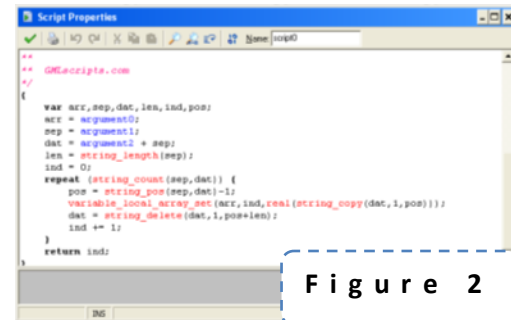 Script Properties
Name: script0
**
** GMLscripts.com
*/
{
var arr,sep,dat,len,ind,pos;
arr = argument0;
sep = argument1;
dat = argument2 + sep;
len = string_length(sep);
ind = 0;
repeat (string_count(sep,dat)) {
pos = string_pos(sep,dat)-1;
variable_local_array_set(arr,ind,real(string_copy(dat,1,pos)));
dat = string_delete(dat,1,pos+len);
ind += 1;
}
return ind;
}
INS
Figure 2